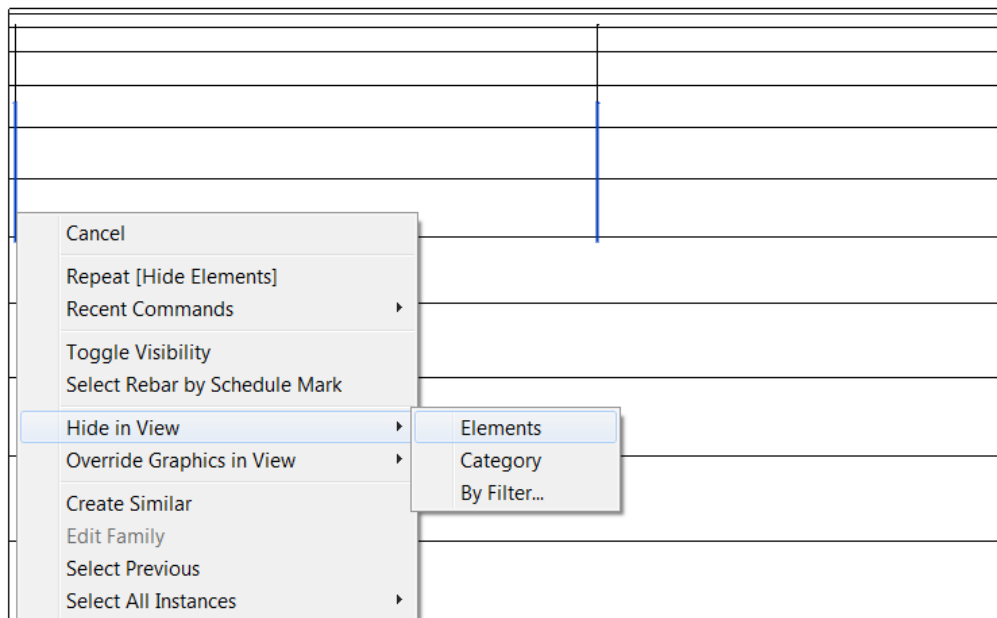 Cancel
Repeat [Hide Elements]
Recent Commands
Toggle Visibility
Select Rebar by Schedule Mark
Hide in View
Override Graphics in View
Create Similar
Edit Family
Select Previous
Select All Instances
Elements
Category
By Filter...